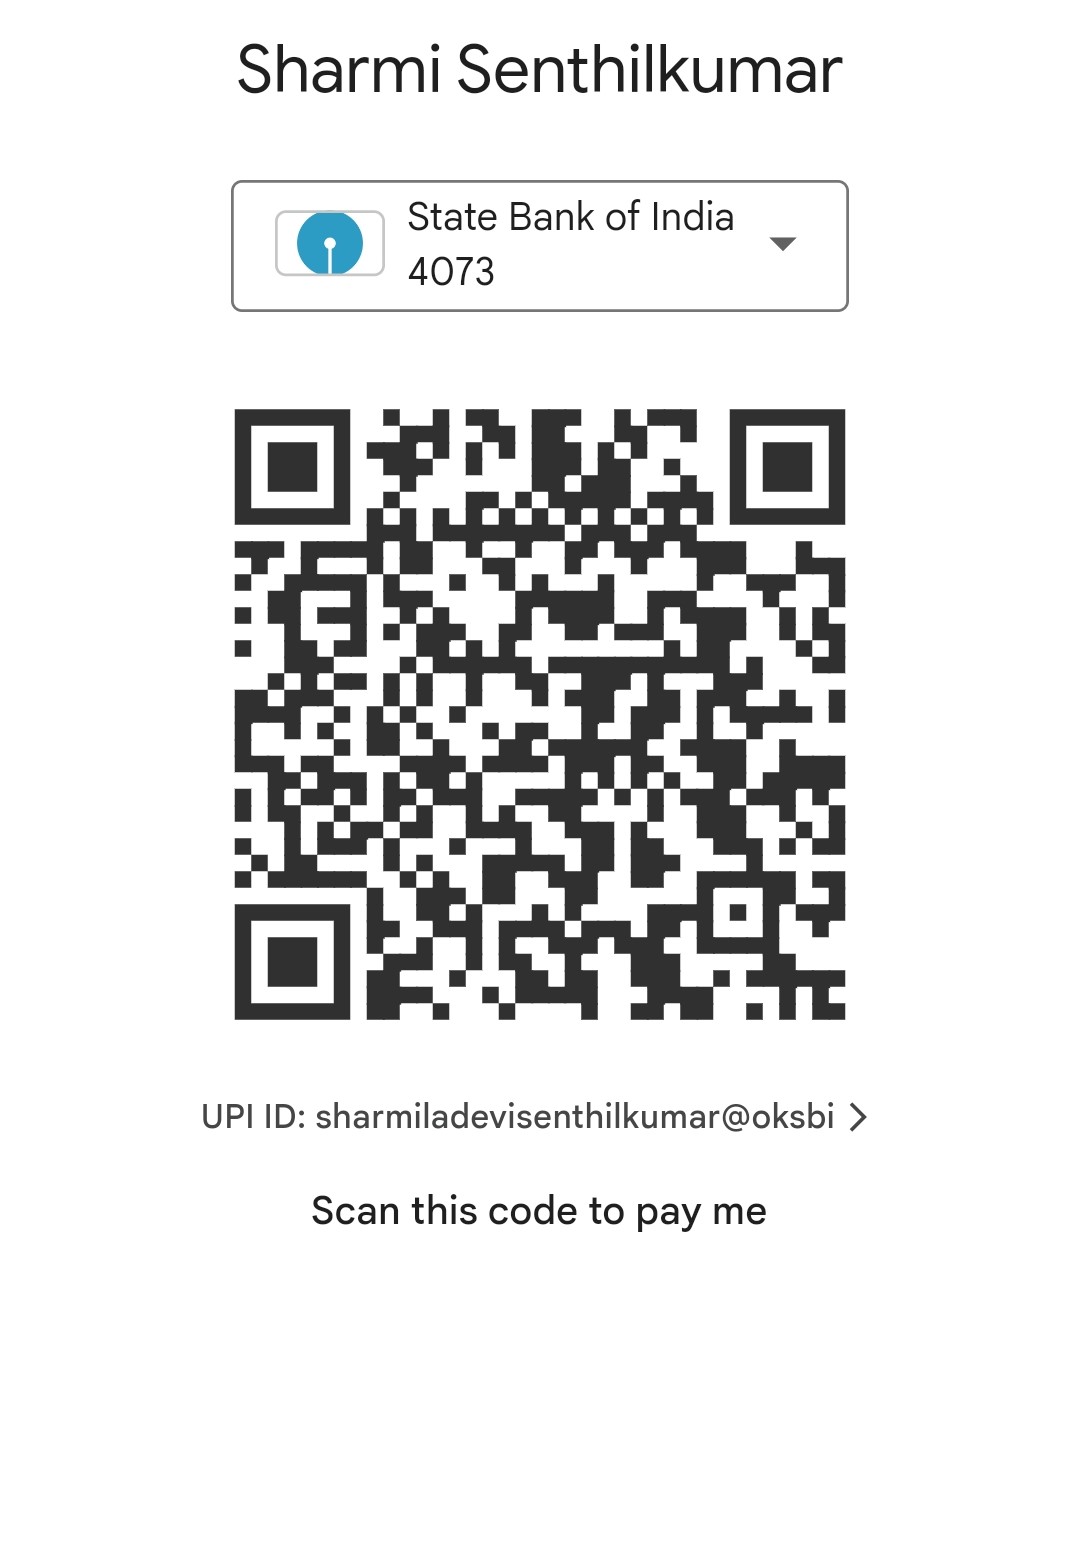 Sharmi Senthilkumar
State Bank of India
4073
UPI ID: sharmiladevisenthilkumar@oksbi
Scan this code to pay me